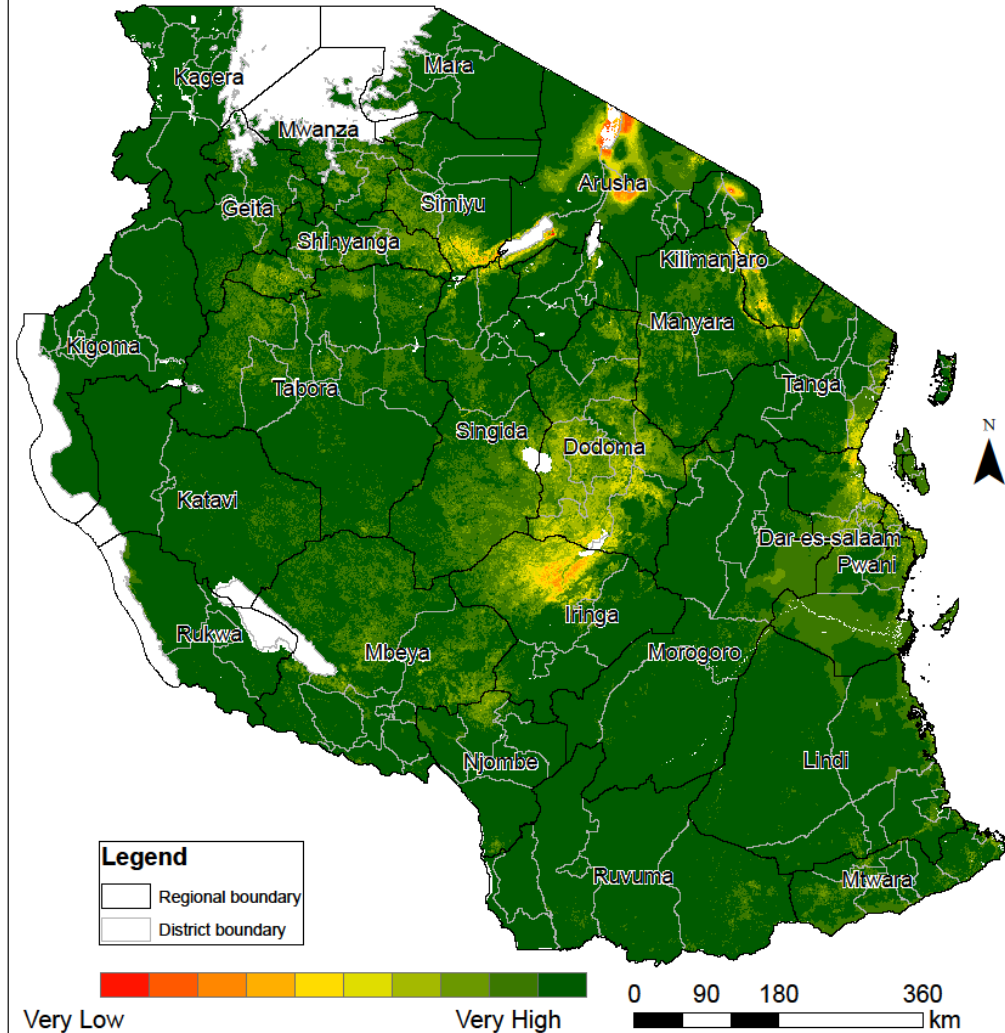 Kagera
Mara
Mwanza
Arusha
Geita
Simiyu
Shinyanga
Kilimanjaro
Manyara
Kigoma
Tabora
Tanga
Singida
Dodoma
N
Katavi
Dar-es-salaam
Pwani
Iringa
Rukwa
Mbeya
Morogoro
Njombe
Lindi
Ruvuma
Mtwara
Legend
Regional boundary
District boundary
Very Low
Very High
0 90 180 360
km